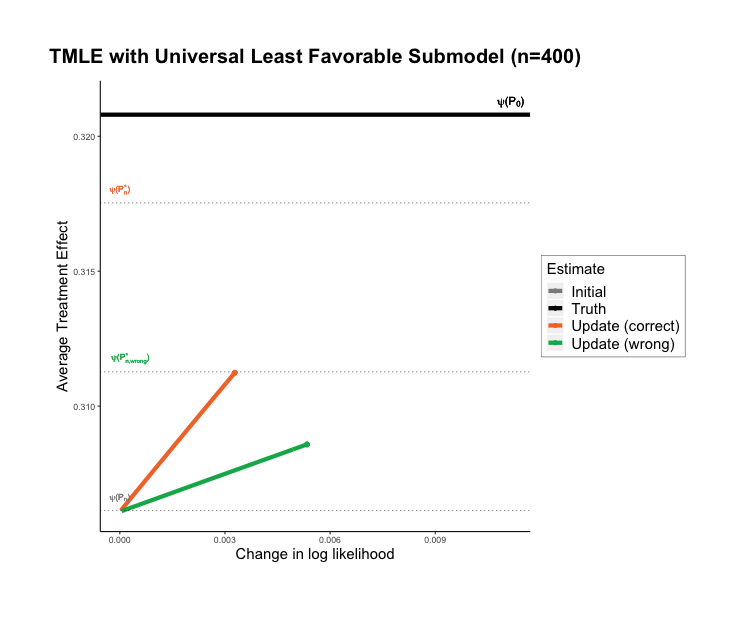 TMLE with Universal Least Favorable Submodel (n=400)
ψ(P₀)
0.320
ψ(Pₙ*)
0.315
Average Treatment Effect
ψ(P*n,wrong)
0.310
ψ(Pₙ)
0.000
0.003
0.006
0.009
Change in log likelihood
Estimate
Initial
Truth
Update (correct)
Update (wrong)